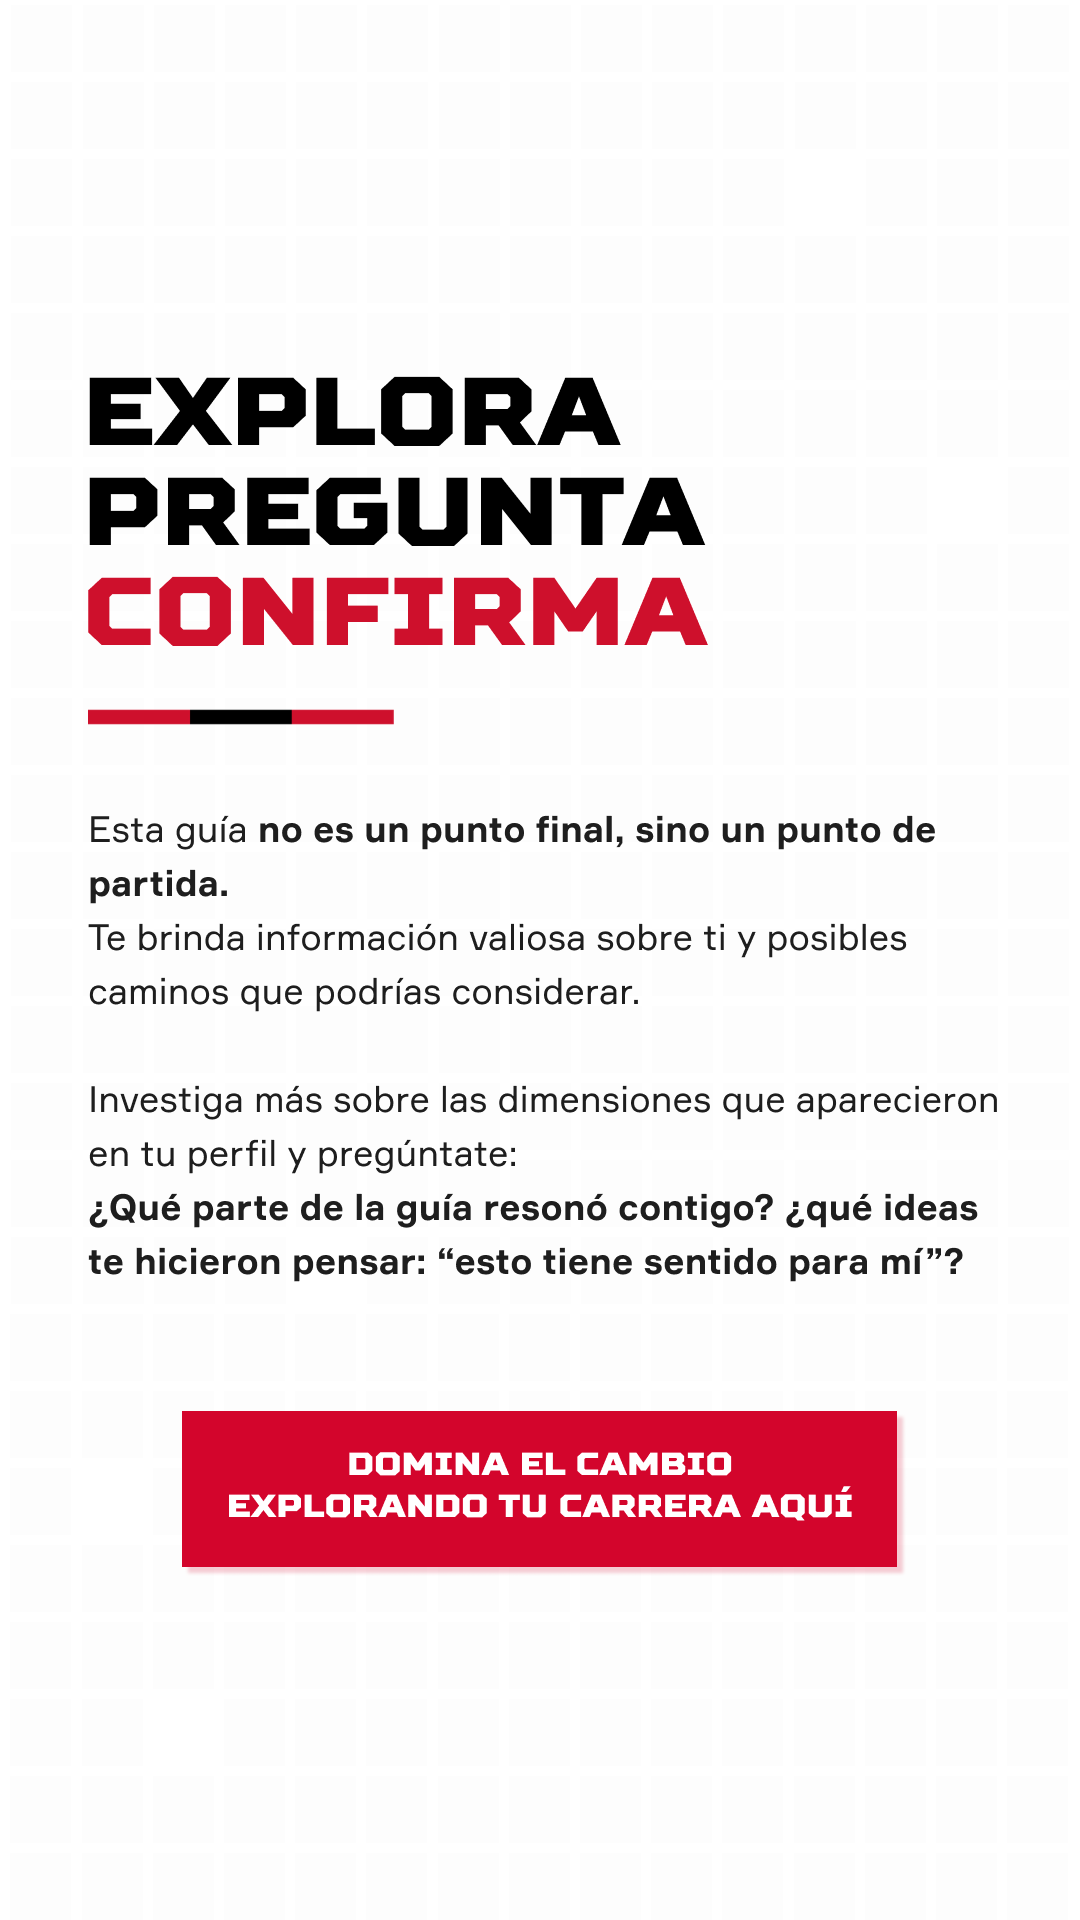 EXPLORA
PREGUNTA
CONFIRMA
Esta guía no es un punto final, sino un punto de
partida.
Te brinda información valiosa sobre ti y posibles
caminos que podrías considerar.
Investiga más sobre las dimensiones que aparecieron
en tu perfil y pregúntate:
¿Qué parte de la guía resonó contigo? ¿qué ideas
te hicieron pensar: “esto tiene sentido para mí”?
DOMINA EL CAMBIO
EXPLORANDO TU CARRERA AQUÍ